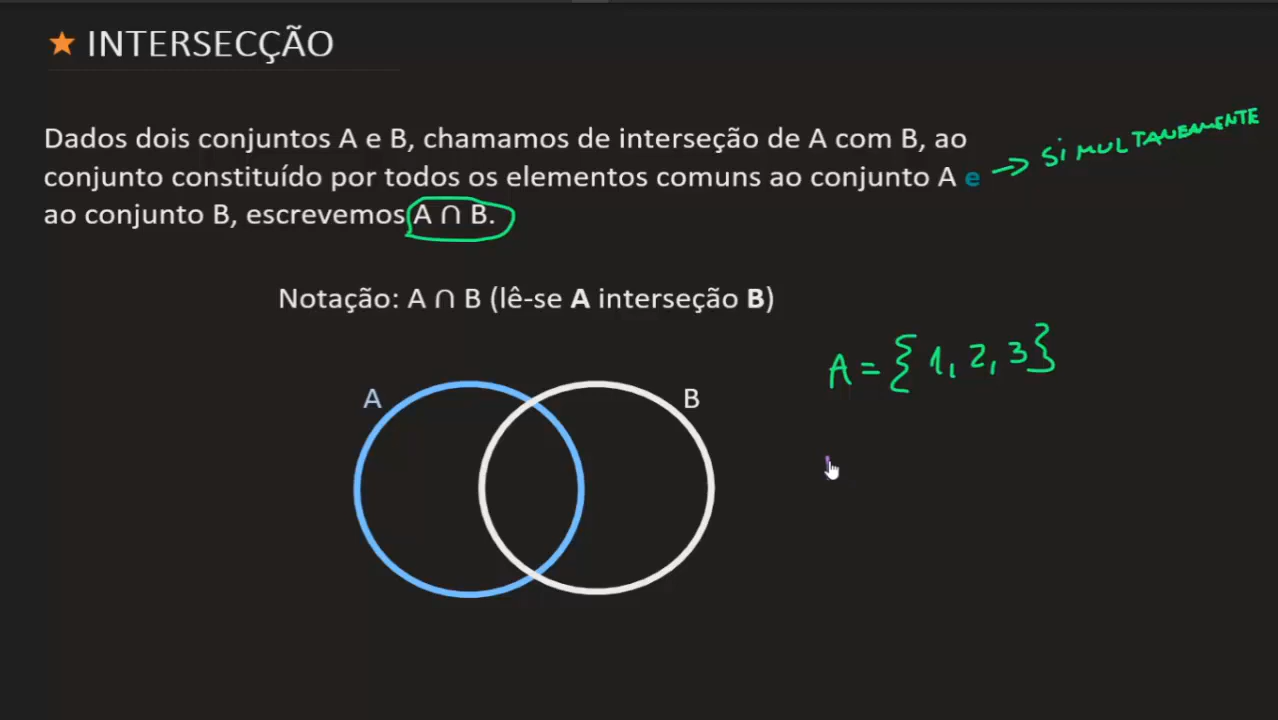 INTERSECÇÃO
Dados dois conjuntos A e B, chamamos de interseção de A com B, ao
conjunto constituído por todos os elementos comuns ao conjunto A e → SIMULTANEAMENTE
ao conjunto B, escrevemos A ∩ B.
Notação: A ∩ B (lê-se A interseção B)
A = {1, 2, 3}
A B